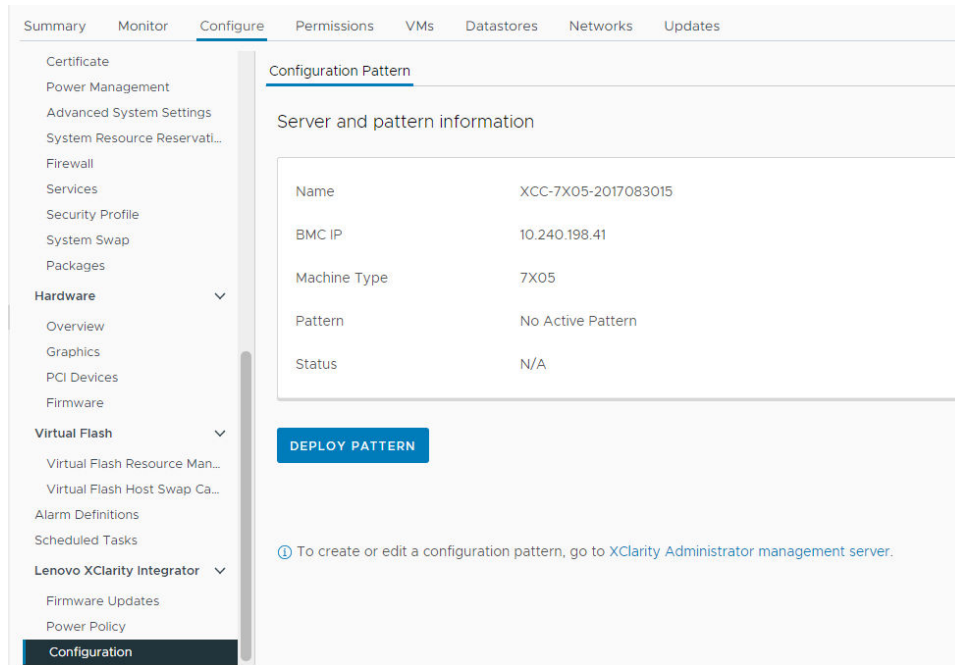 Summary Monitor Configure Permissions VMs Datastores Networks Updates
Certificate
Power Management
Advanced System Settings
System Resource Reservati...
Firewall
Services
Security Profile
System Swap
Packages
Hardware
Overview
Graphics
PCI Devices
Firmware
Virtual Flash
Virtual Flash Resource Man...
Virtual Flash Host Swap Ca...
Alarm Definitions
Scheduled Tasks
Lenovo XClarity Integrator
Firmware Updates
Power Policy
Configuration
Configuration Pattern
Server and pattern information
Name XCC-7X05-2017083015
BMC IP 10.240.198.41
Machine Type 7X05
Pattern No Active Pattern
Status N/A
DEPLOY PATTERN
To create or edit a configuration pattern, go to XClarity Administrator management server.